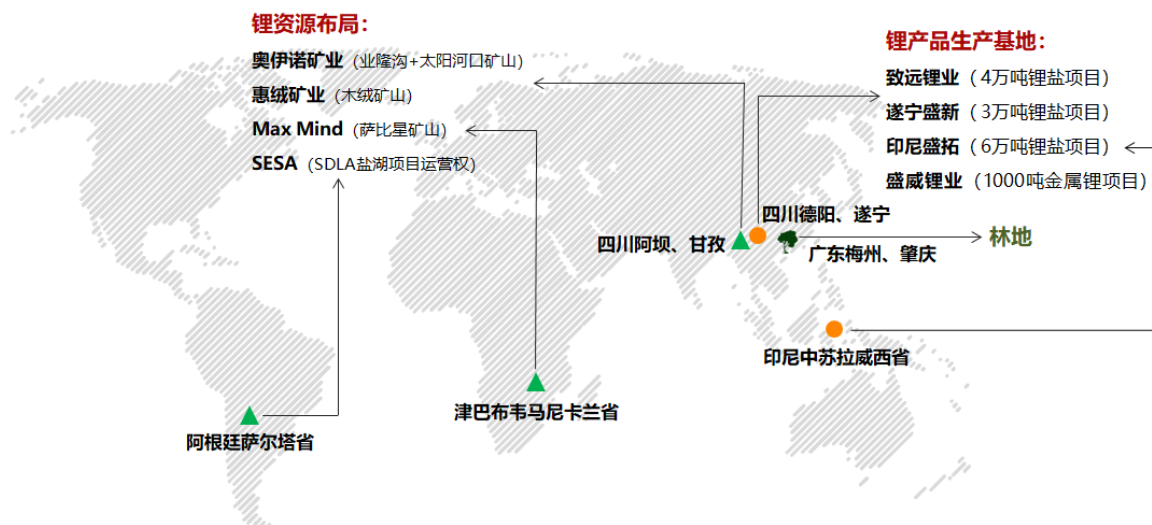 锂资源布局：
奥伊诺矿业（业隆沟+太阳河口矿山）
惠绒矿业（木绒矿山）
Max Mind（萨比星矿山）
SESA（SDLA盐湖项目运营权）
锂产品生产基地：
致远锂业（4万吨锂盐项目）
遂宁盛新（3万吨锂盐项目）
印尼盛拓（6万吨锂盐项目）
盛威锂业（1000吨金属锂项目）
四川德阳、遂宁
四川阿坝、甘孜
林地
广东梅州、肇庆
印尼中苏拉威西省
津巴布韦马尼卡兰省
阿根廷萨尔塔省